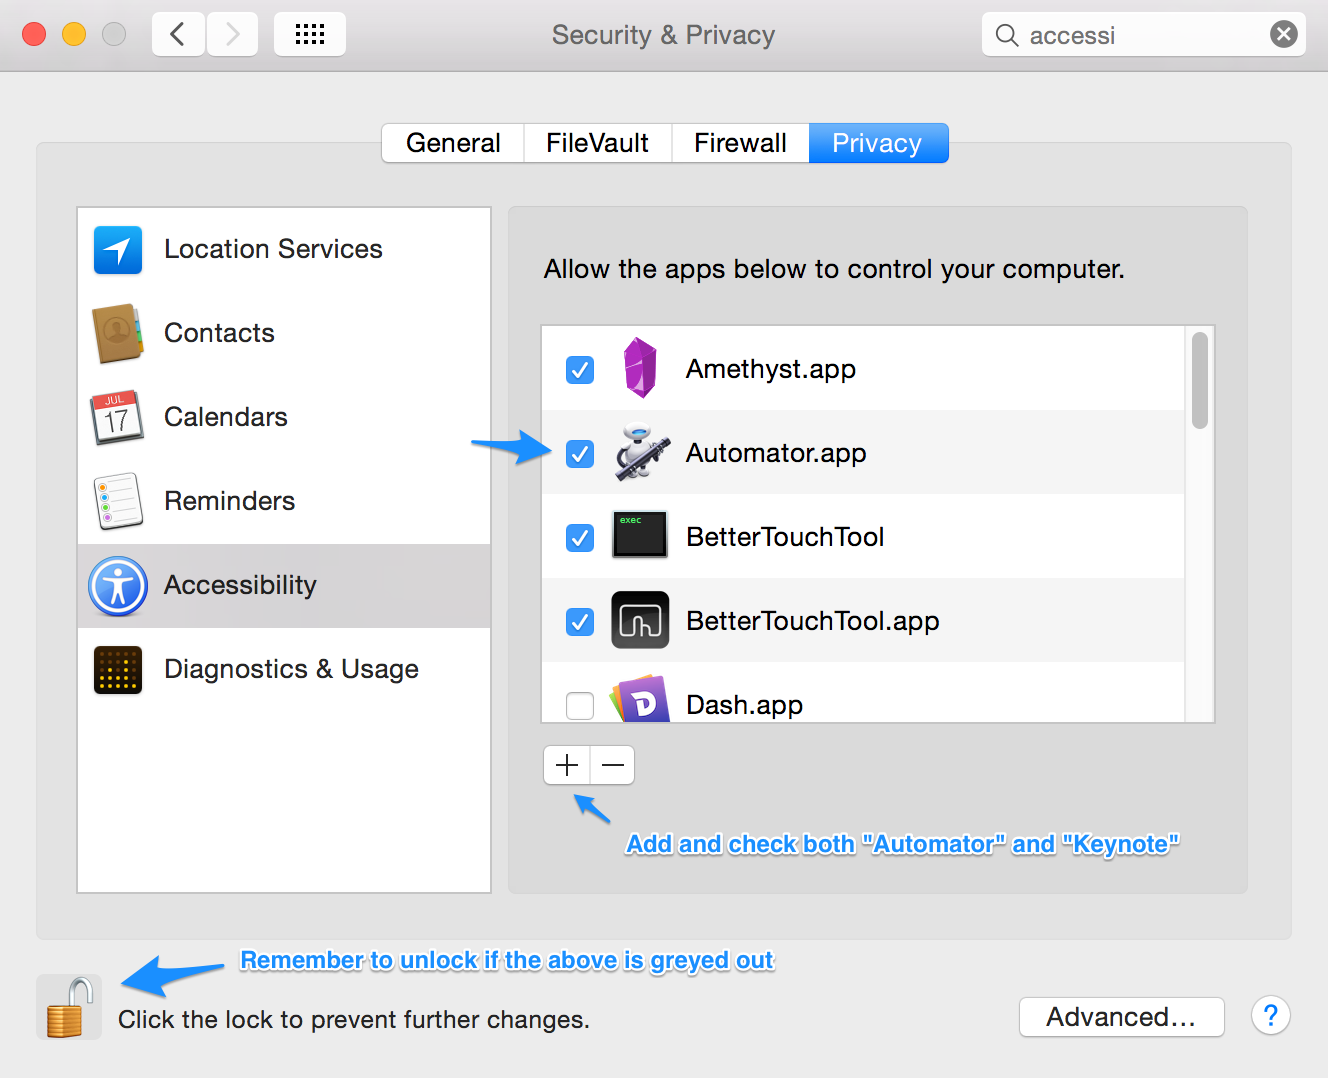 Security & Privacy
accessi
General
FileVault
Firewall
Privacy
Location Services
Contacts
JUL
17
Calendars
Reminders
Accessibility
Diagnostics & Usage
Allow the apps below to control your computer.
Amethyst.app
Automator.app
exec
BetterTouchTool
BetterTouchTool.app
D
Dash.app
+
−
Add and check both "Automator" and "Keynote"
Remember to unlock if the above is greyed out
Click the lock to prevent further changes.
Advanced...
?